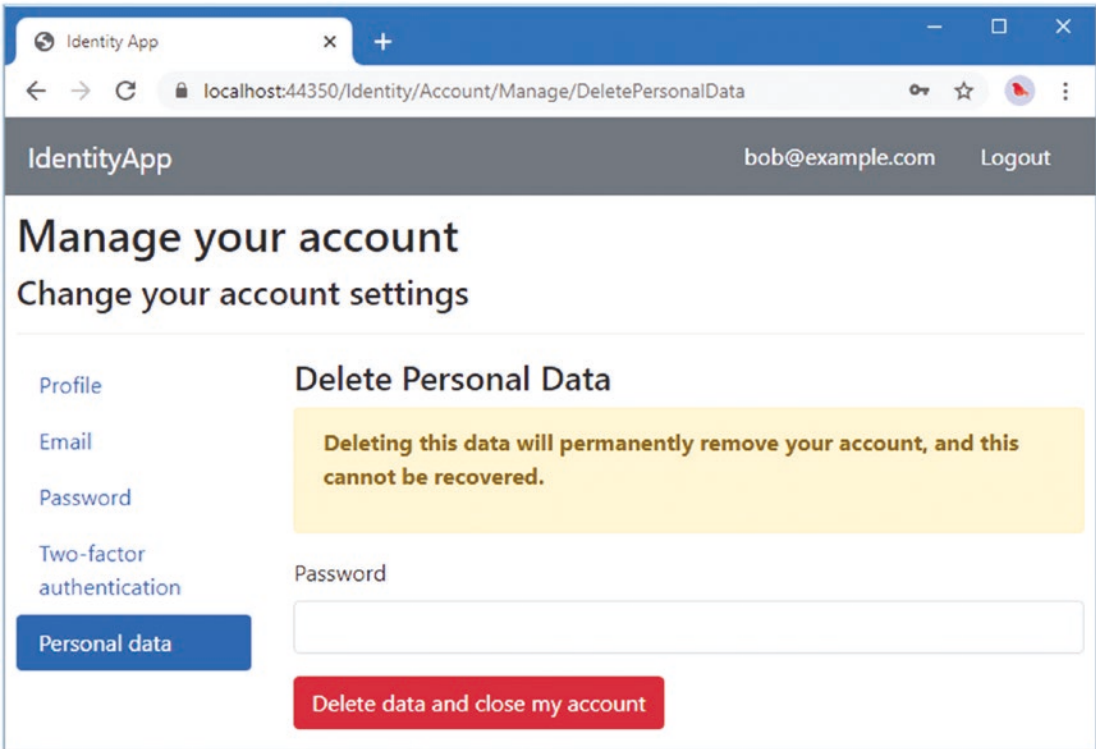 Identity App
localhost:44350/Identity/Account/Manage/DeletePersonalData
IdentityApp
bob@example.com
Logout
Manage your account
Change your account settings
Profile
Email
Password
Two-factor
authentication
Personal data
Delete Personal Data
Deleting this data will permanently remove your account, and this
cannot be recovered.
Password
Delete data and close my account